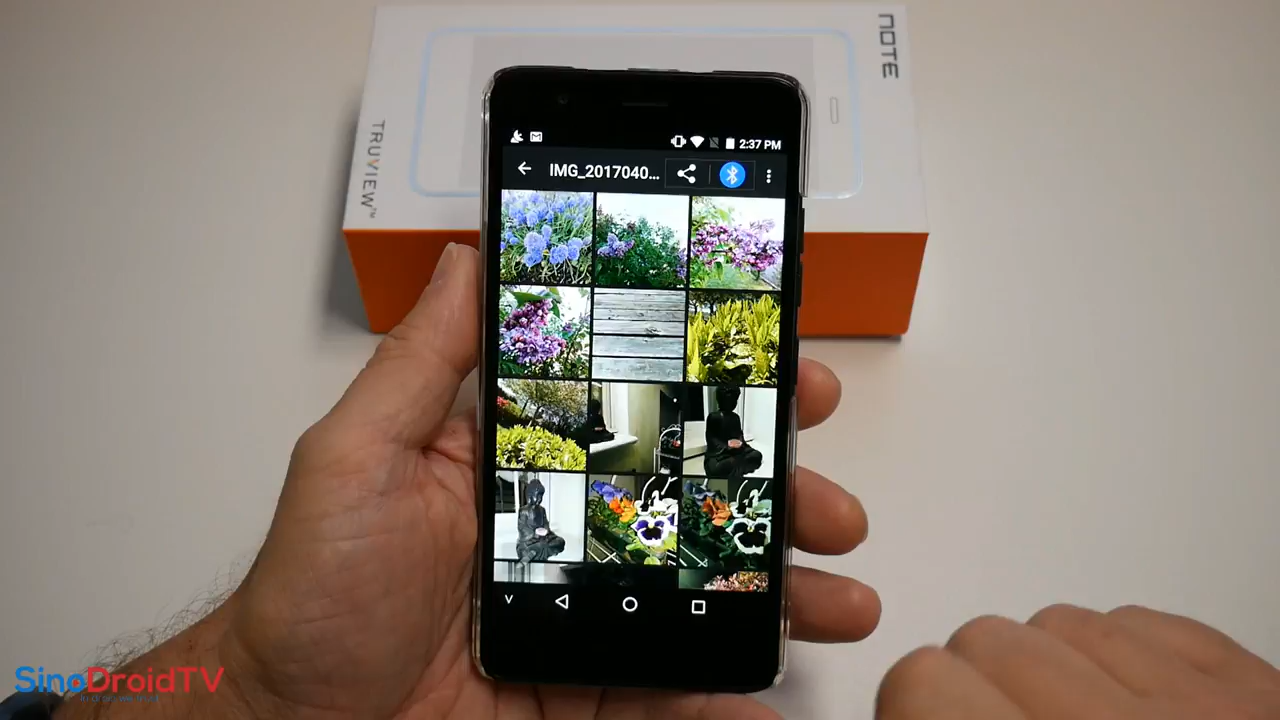 NOTE
TRUVIEW™
2:37 PM
IMG_2017040...
SinoDroidTV